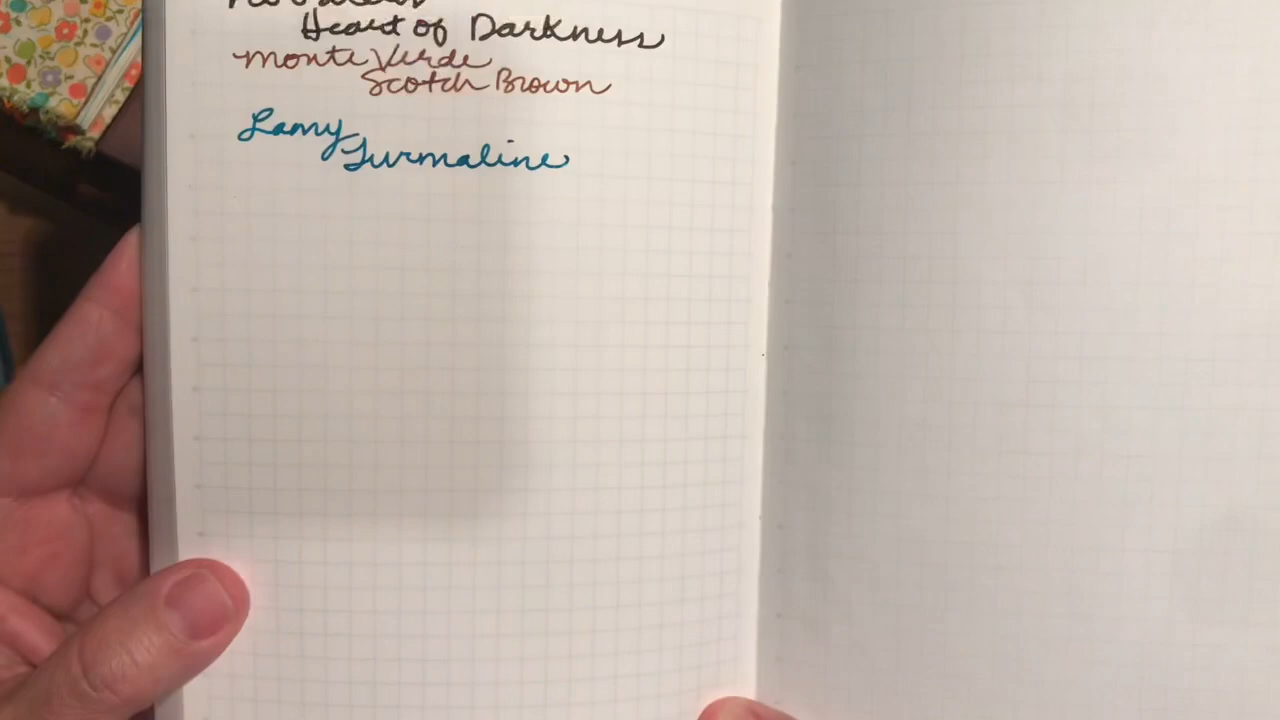 Heart of Darkness
Monte Verde
Scotch Brown
Lamy
Turmaline